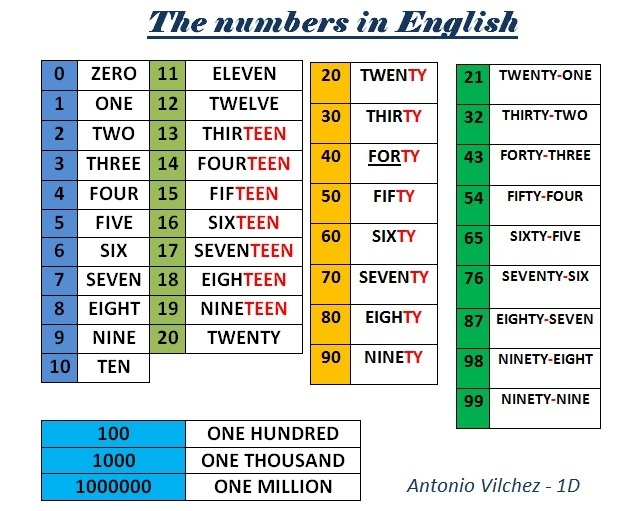 The numbers in English
0 ZERO
1 ONE
2 TWO
3 THREE
4 FOUR
5 FIVE
6 SIX
7 SEVEN
8 EIGHT
9 NINE
10 TEN
11 ELEVEN
12 TWELVE
13 THIRTEEN
14 FOURTEEN
15 FIFTEEN
16 SIXTEEN
17 SEVENTEEN
18 EIGHTEEN
19 NINETEEN
20 TWENTY
20 TWENTY
30 THIRTY
40 FORTY
50 FIFTY
60 SIXTY
70 SEVENTY
80 EIGHTY
90 NINETY
21 TWENTY-ONE
32 THIRTY-TWO
43 FORTY-THREE
54 FIFTY-FOUR
65 SIXTY-FIVE
76 SEVENTY-SIX
87 EIGHTY-SEVEN
98 NINETY-EIGHT
99 NINETY-NINE
100 ONE HUNDRED
1000 ONE THOUSAND
1000000 ONE MILLION
Antonio Vilchez - 1D